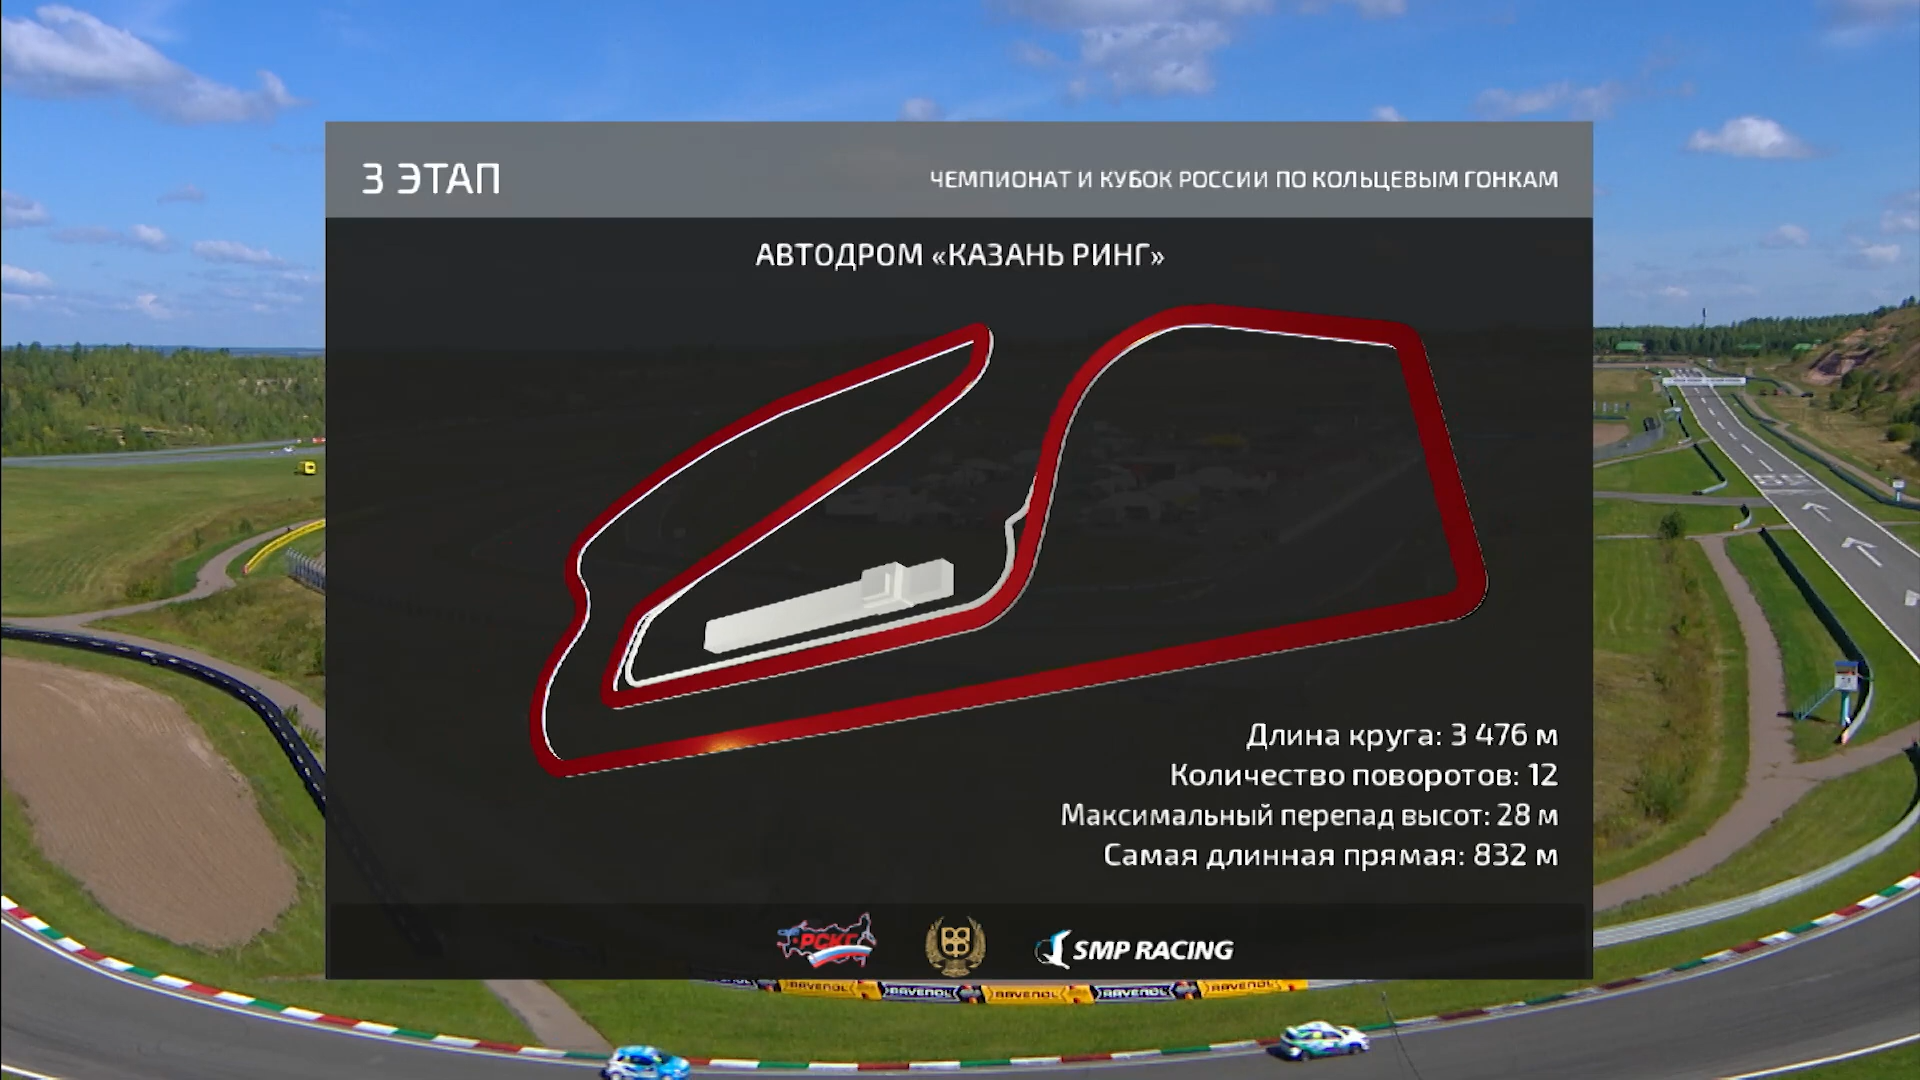 3 ЭТАП
ЧЕМПИОНАТ И КУБОК РОССИИ ПО КОЛЬЦЕВЫМ ГОНКАМ
АВТОДРОМ «КАЗАНЬ РИНГ»
Длина круга: 3 476 м
Количество поворотов: 12
Максимальный перепад высот: 28 м
Самая длинная прямая: 832 м
РСКГ
SMP RACING
RAVENOL RAVENOL RAVENOL RAVENOL RAVENOL